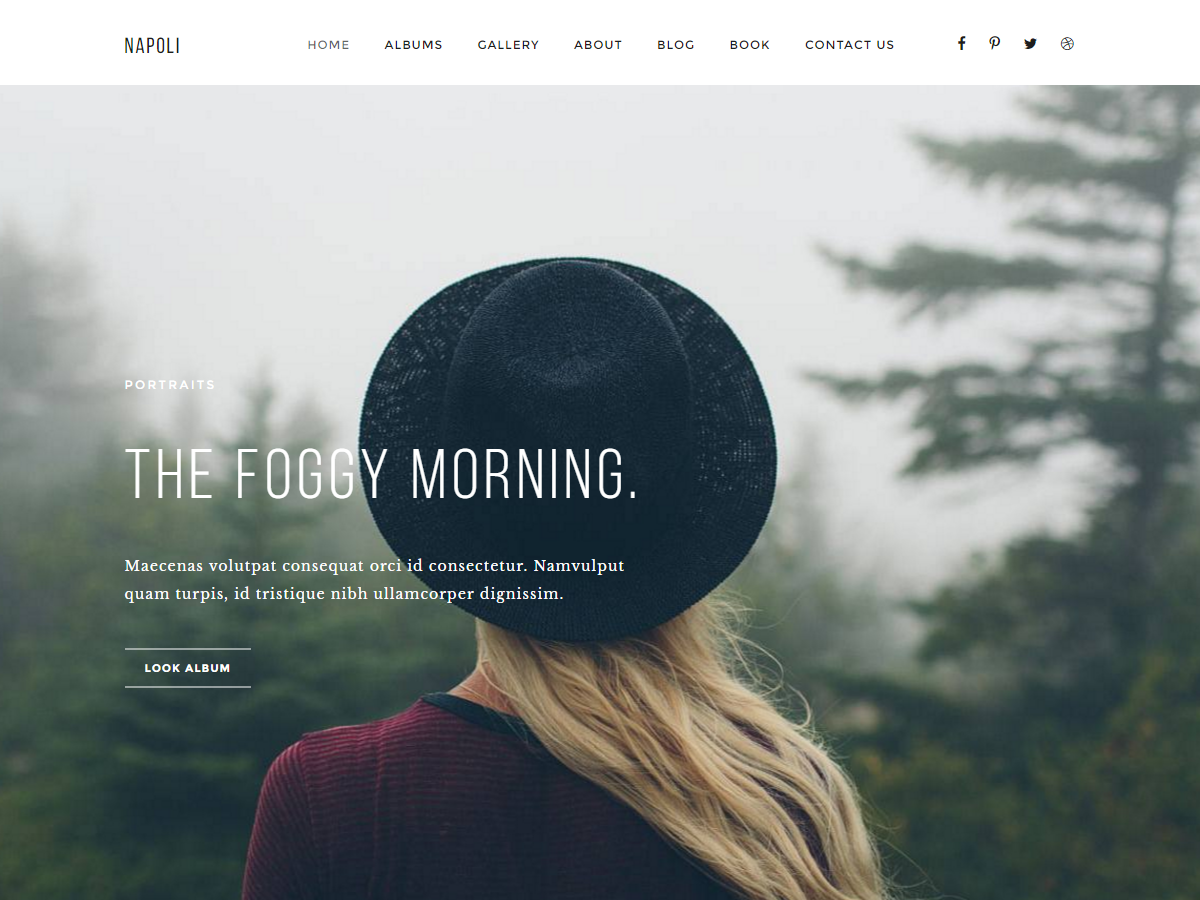 NAPOLI
HOME ALBUMS GALLERY ABOUT BLOG BOOK CONTACT US
PORTRAITS
THE FOGGY MORNING.
Maecenas volutpat consequat orci id consectetur. Namvulput
quam turpis, id tristique nibh ullamcorper dignissim.
LOOK ALBUM